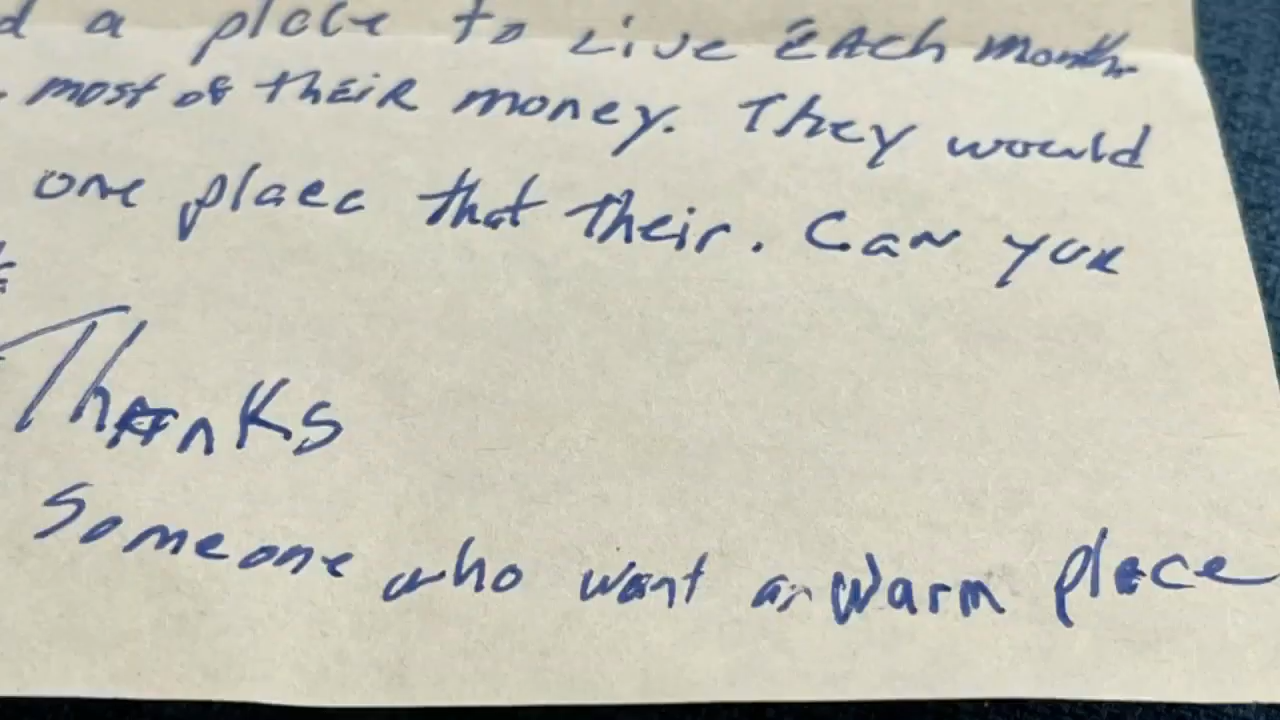 d a place to Live EAch month
most of their money. They would
one place that their. Can you
Thanks
Someone who want a warm place